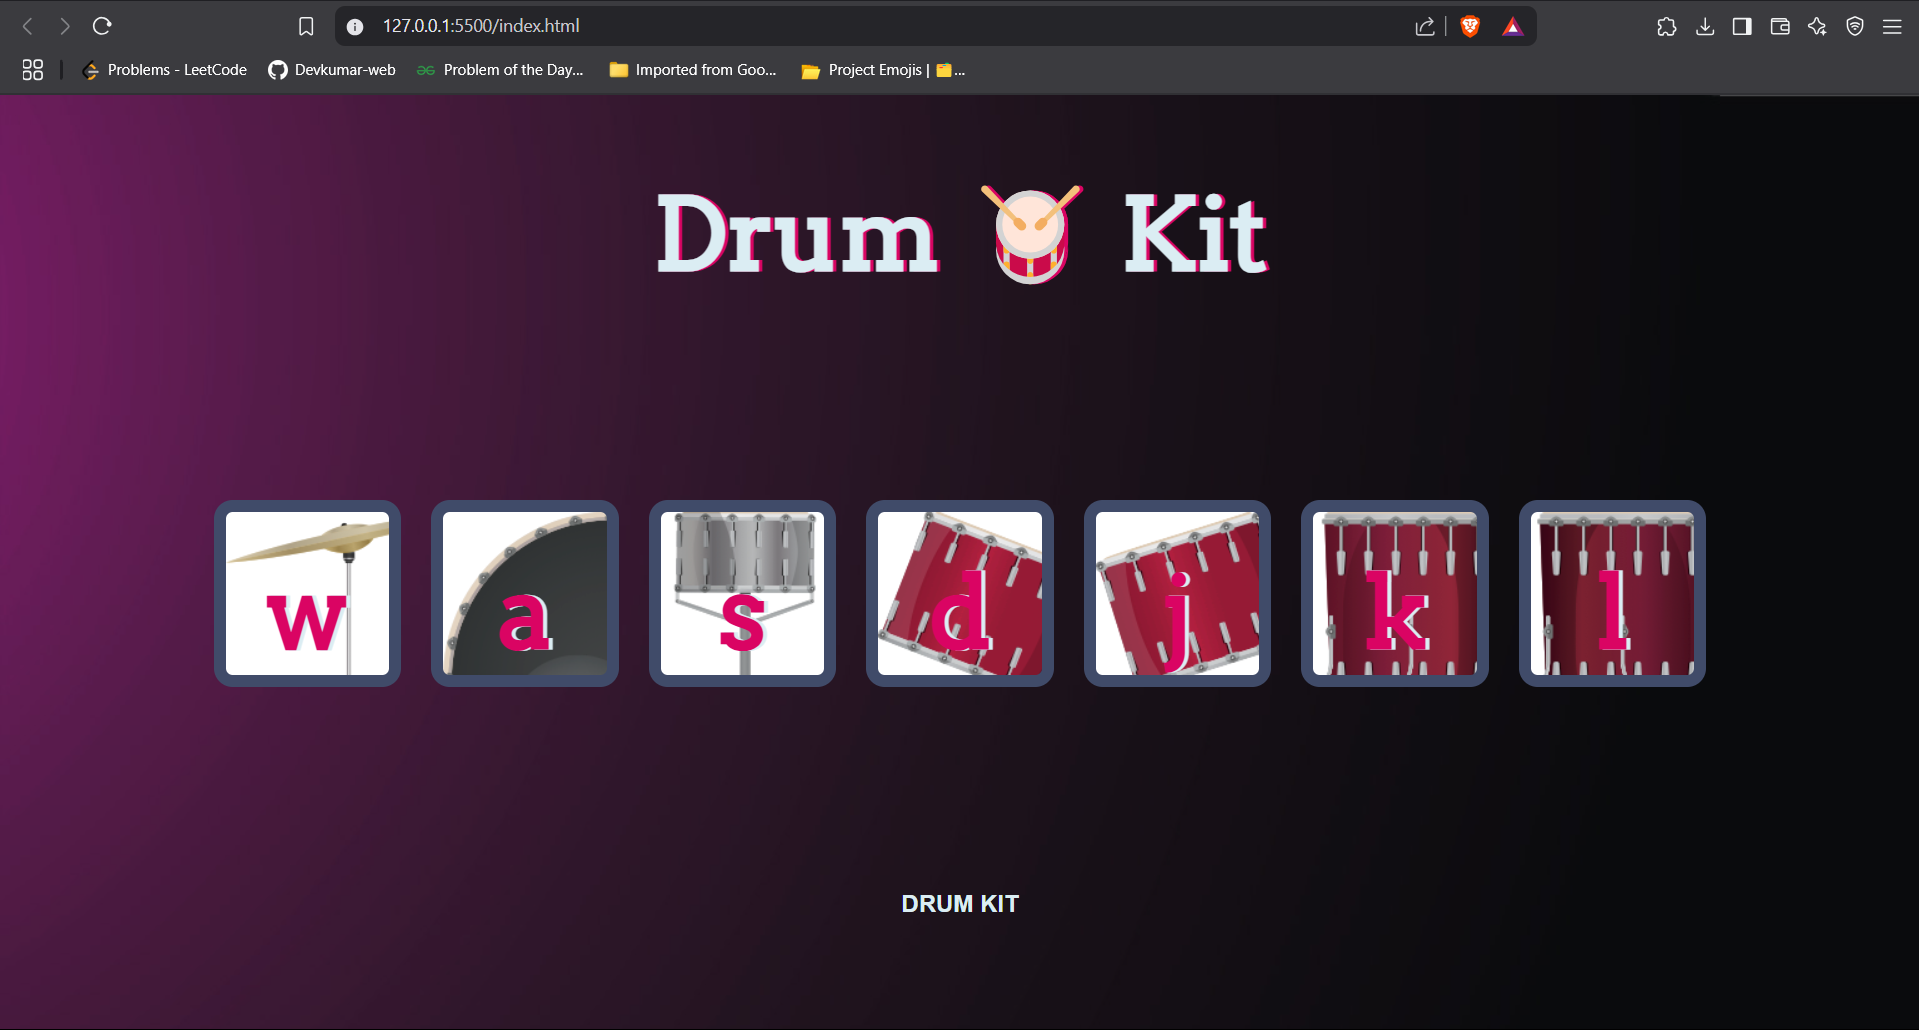 127.0.0.1:5500/index.html
Problems - LeetCode
Devkumar-web
Problem of the Day...
Imported from Goo...
Project Emojis | 🗂️...
Drum 🥁 Kit
w
a
s
d
j
k
l
DRUM KIT